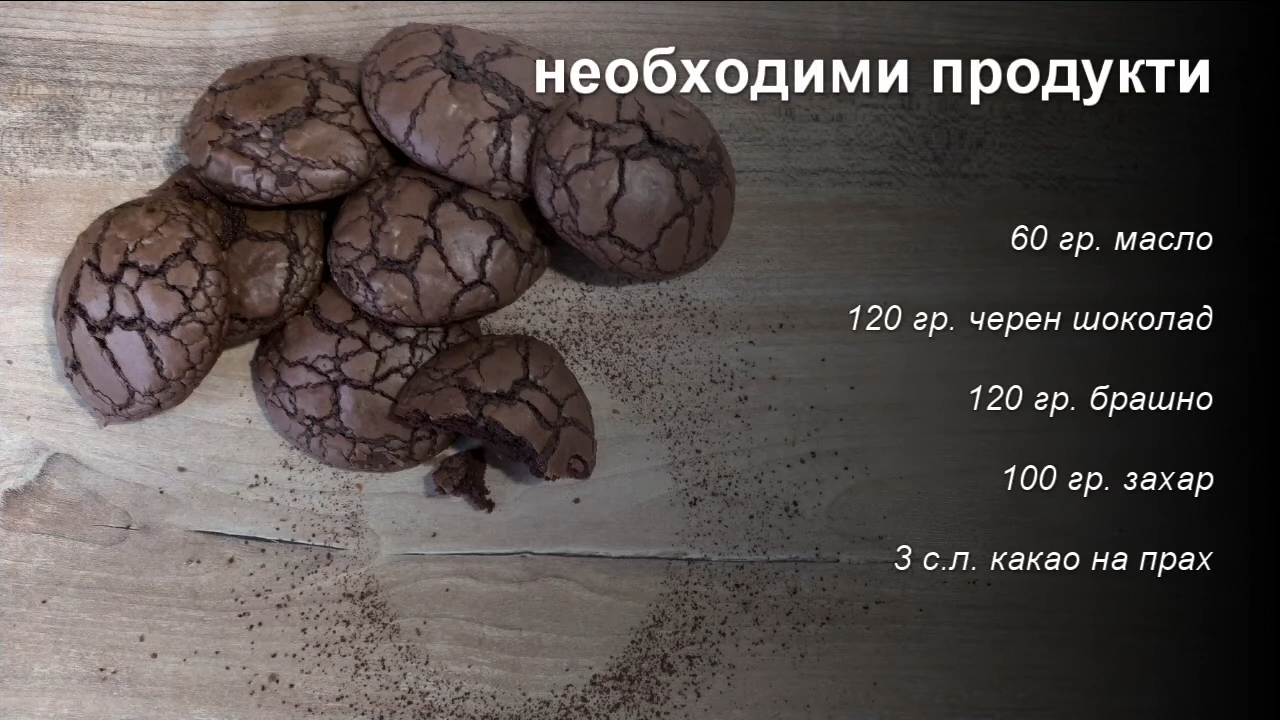 необходими продукти
60 гр. масло
120 гр. черен шоколад
120 гр. брашно
100 гр. захар
3 с.л. какао на прах